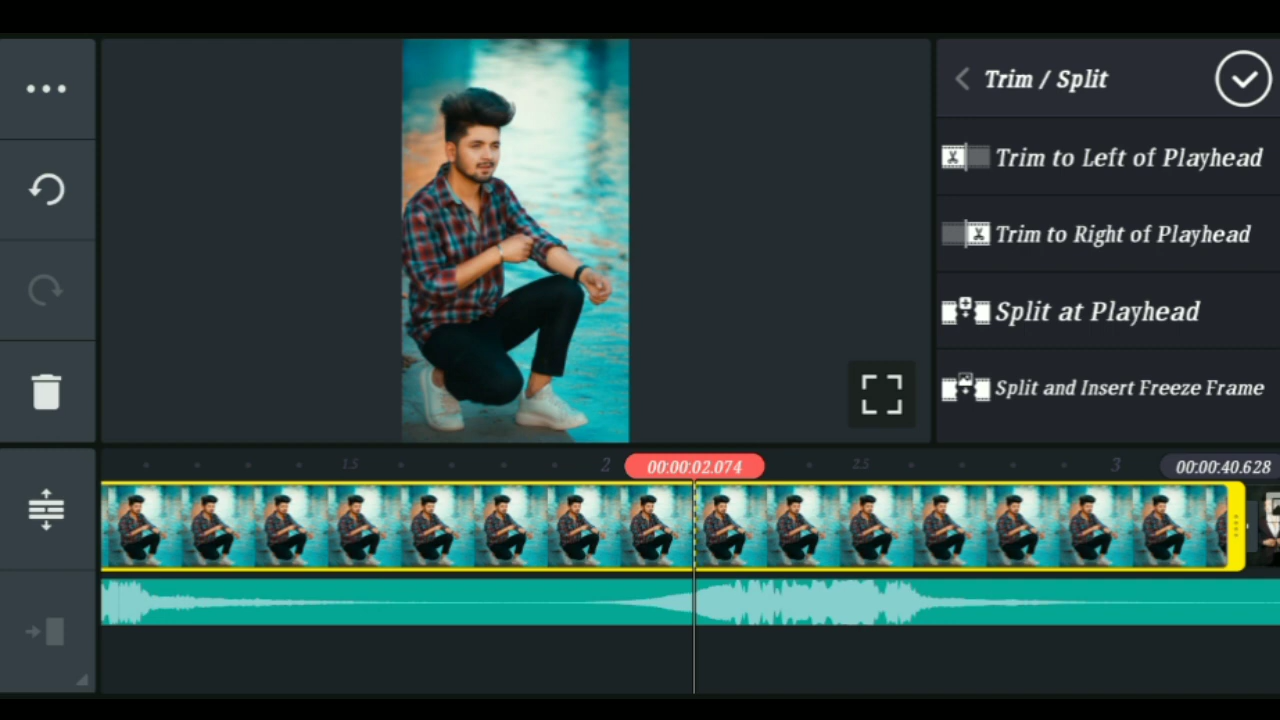 Trim / Split
Trim to Left of Playhead
Trim to Right of Playhead
Split at Playhead
Split and Insert Freeze Frame
1.5
2
00:00:02.074
2.5
3
00:00:40.628